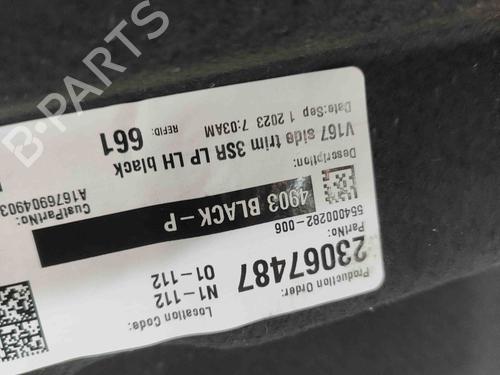 Production Order:
23067487
PartNo:
554000282-006
4903 BLACK-P
Description:
V167 side trim 3SR LP LH black
Date:Sep 1 2023 7:03AM
REFID: 661
Location Code:
N1-112
01-112
CustPartNo:
A1676904903
B-PARTS